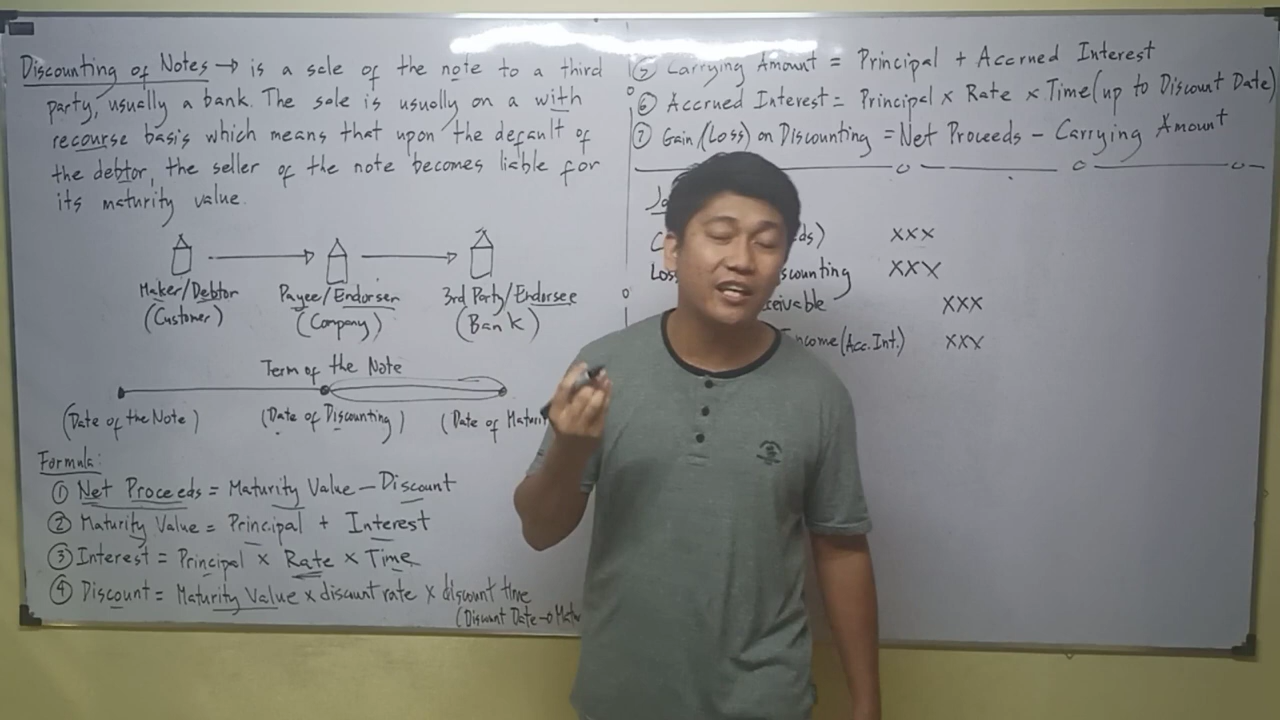 Discounting of Notes → is a sale of the note to a third
party, usually a bank. The sale is usually on a with
recourse basis which means that upon the default of
the debtor, the seller of the note becomes liable for
its maturity value.
Maker/Debtor
(Customer)
Payee/Endorser
(Company)
3rd Party/Endorsee
(Bank)
Term of the Note
(Date of the Note)
(Date of Discounting)
(Date of Maturit
Formula:
① Net Proceeds = Maturity Value - Discount
② Maturity Value = Principal + Interest
③ Interest = Principal × Rate × Time
④ Discount = Maturity Value × discount rate × discount time
(Discount Date → Matu
⑤ Carrying Amount = Principal + Accrued Interest
⑥ Accrued Interest = Principal × Rate × Time (up to Discount Date)
⑦ Gain/(Loss) on Discounting = Net Proceeds - Carrying Amount
ds) xxx
Loss scounting xxx
ceivable xxx
Income (Acc. Int.) xxx